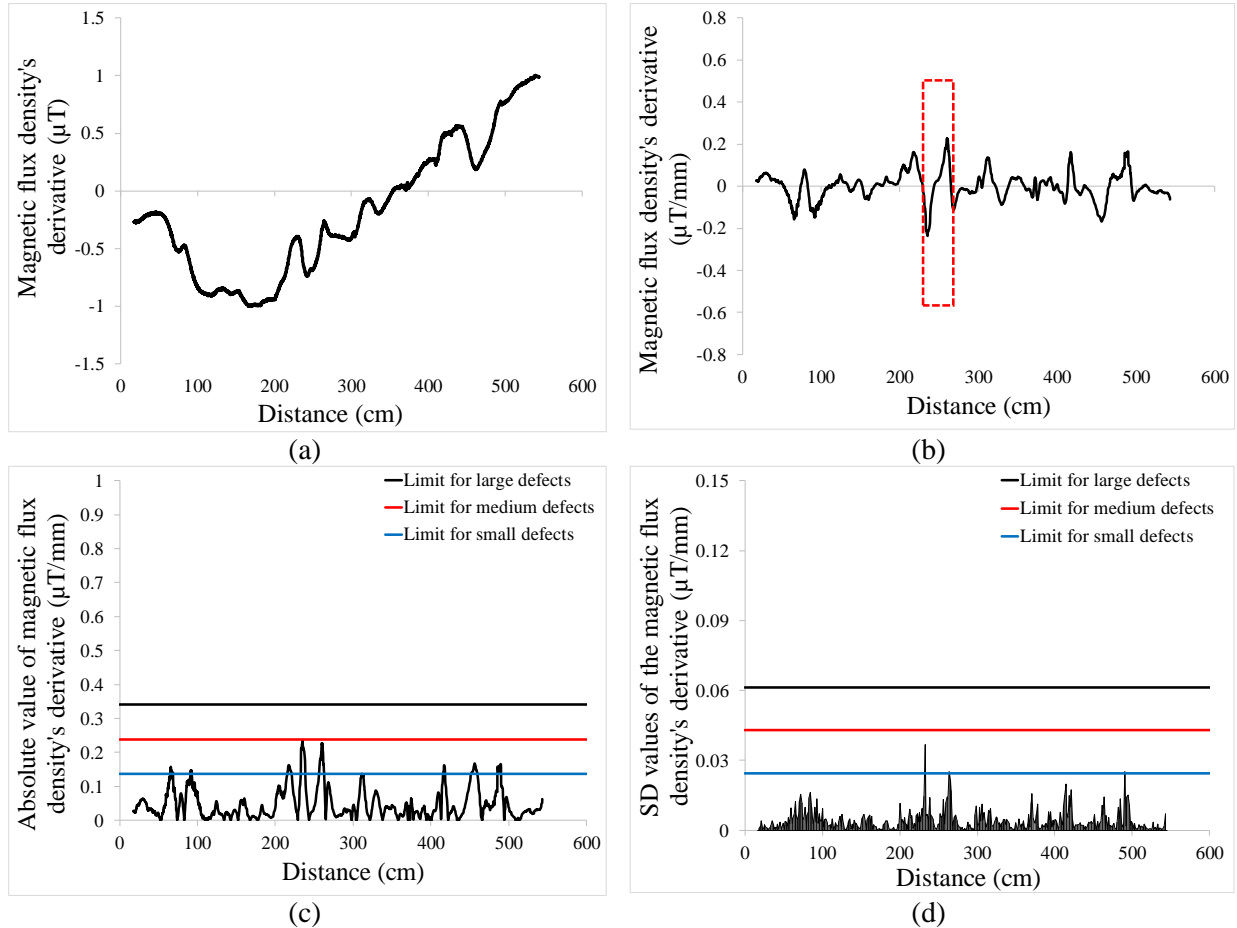 Magnetic flux density's
derivative (µT)
1.5
1
0.5
0
-0.5
-1
-1.5
0 100 200 300 400 500 600
Distance (cm)
(a)
Magnetic flux density's derivative
(µT/mm)
0.8
0.6
0.4
0.2
0
-0.2
-0.4
-0.6
-0.8
0 100 200 300 400 500 600
Distance (cm)
(b)
Absolute value of magnetic flux
density's derivative (µT/mm)
1
0.9
0.8
0.7
0.6
0.5
0.4
0.3
0.2
0.1
0
Limit for large defects
Limit for medium defects
Limit for small defects
0 100 200 300 400 500 600
Distance (cm)
(c)
SD values of the magnetic flux
density's derivative (µT/mm)
0.15
0.12
0.09
0.06
0.03
0
Limit for large defects
Limit for medium defects
Limit for small defects
0 100 200 300 400 500 600
Distance (cm)
(d)